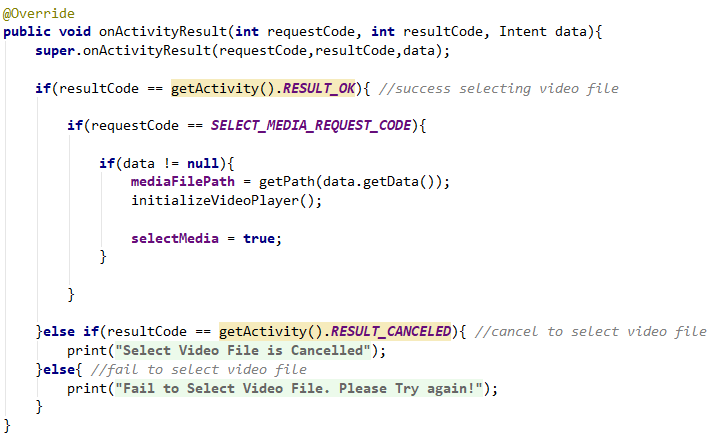 @Override
public void onActivityResult(int requestCode, int resultCode, Intent data){
super.onActivityResult(requestCode,resultCode,data);
if(resultCode == getActivity().RESULT_OK){ //success selecting video file
if(requestCode == SELECT_MEDIA_REQUEST_CODE){
if(data != null){
mediaFilePath = getPath(data.getData());
initializeVideoPlayer();
selectMedia = true;
}
}
}else if(resultCode == getActivity().RESULT_CANCELED){ //cancel to select video file
print("Select Video File is Cancelled");
}else{ //fail to select video file
print("Fail to Select Video File. Please Try again!");
}
}